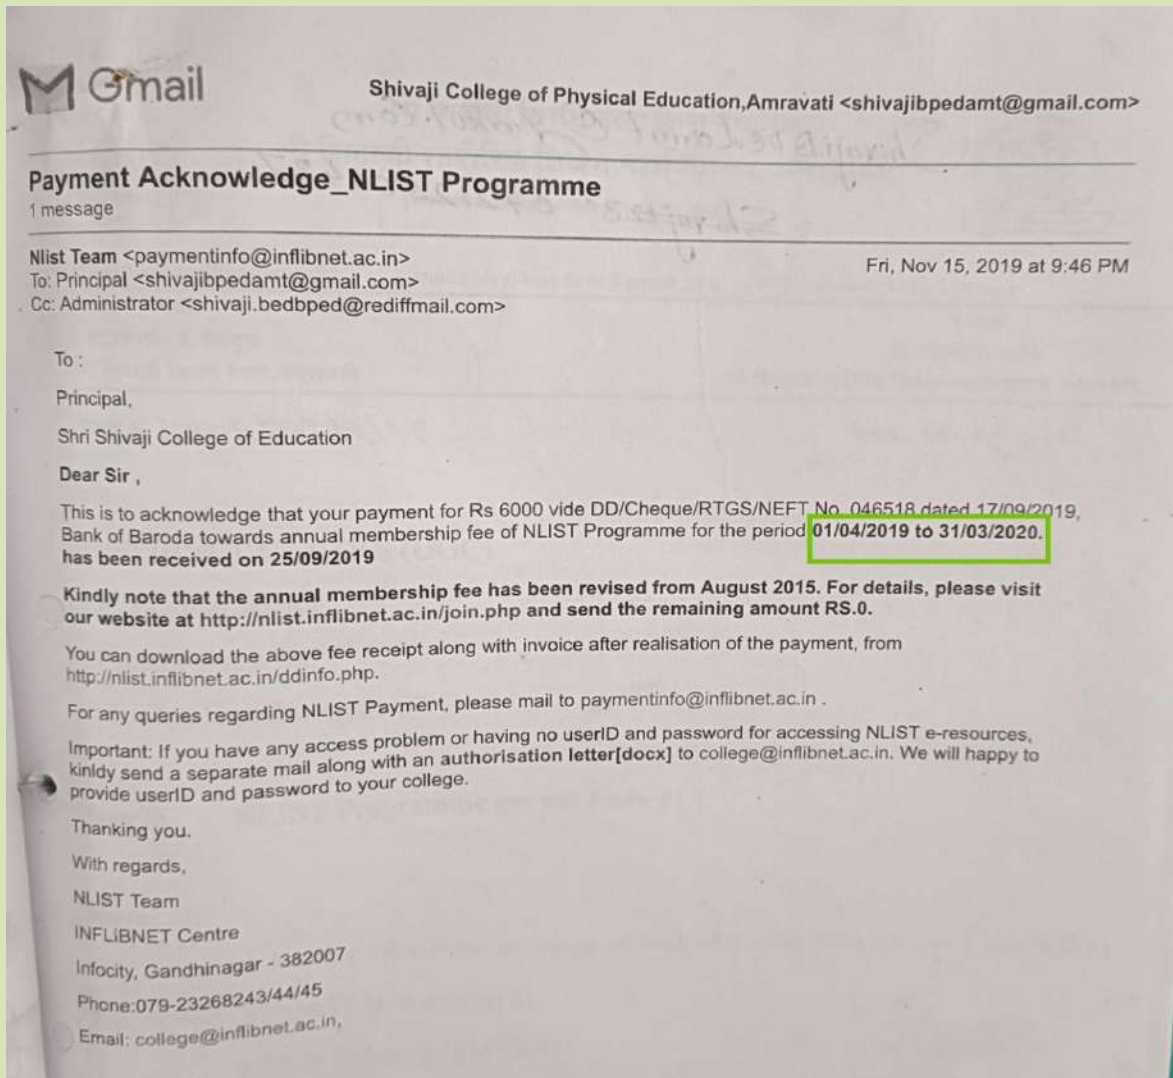 Gmail
Shivaji College of Physical Education,Amravati <shivajibpedamt@gmail.com>
Payment Acknowledge_NLIST Programme
1 message
Nlist Team <paymentinfo@inflibnet.ac.in>
Fri, Nov 15, 2019 at 9:46 PM
To: Principal <shivajibpedamt@gmail.com>
Cc: Administrator <shivaji.bedbped@rediffmail.com>
To :
Principal,
Shri Shivaji College of Education
Dear Sir ,
This is to acknowledge that your payment for Rs 6000 vide DD/Cheque/RTGS/NEFT No. 046518 dated 17/09/2019,
Bank of Baroda towards annual membership fee of NLIST Programme for the period 01/04/2019 to 31/03/2020.
has been received on 25/09/2019
Kindly note that the annual membership fee has been revised from August 2015. For details, please visit
our website at http://nlist.inflibnet.ac.in/join.php and send the remaining amount RS.0.
You can download the above fee receipt along with invoice after realisation of the payment, from
http://nlist.inflibnet.ac.in/ddinfo.php.
For any queries regarding NLIST Payment, please mail to paymentinfo@inflibnet.ac.in .
Important: If you have any access problem or having no userID and password for accessing NLIST e-resources,
kinldy send a separate mail along with an authorisation letter[docx] to college@inflibnet.ac.in. We will happy to
provide userID and password to your college.
Thanking you.
With regards,
NLIST Team
INFLIBNET Centre
Infocity, Gandhinagar - 382007
Phone:079-23268243/44/45
Email: college@inflibnet.ac.in,